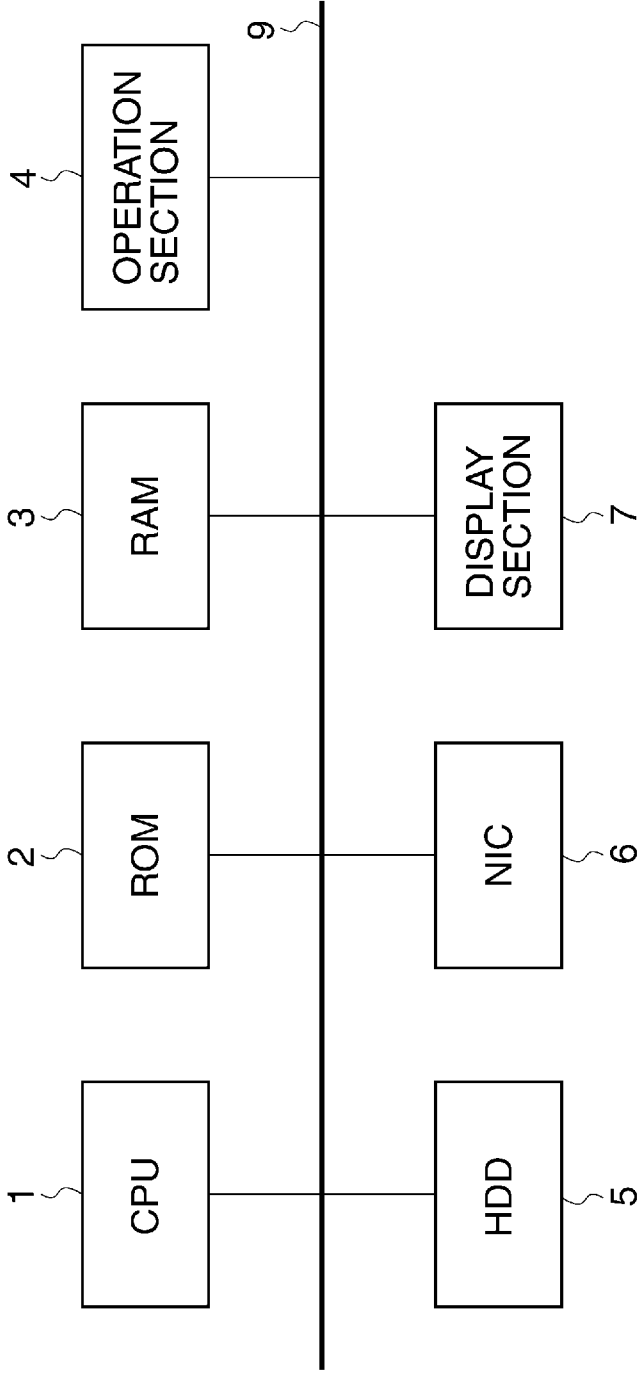 1
2
3
4
CPU
ROM
RAM
OPERATION
SECTION
9
HDD
NIC
DISPLAY
SECTION
5
6
7